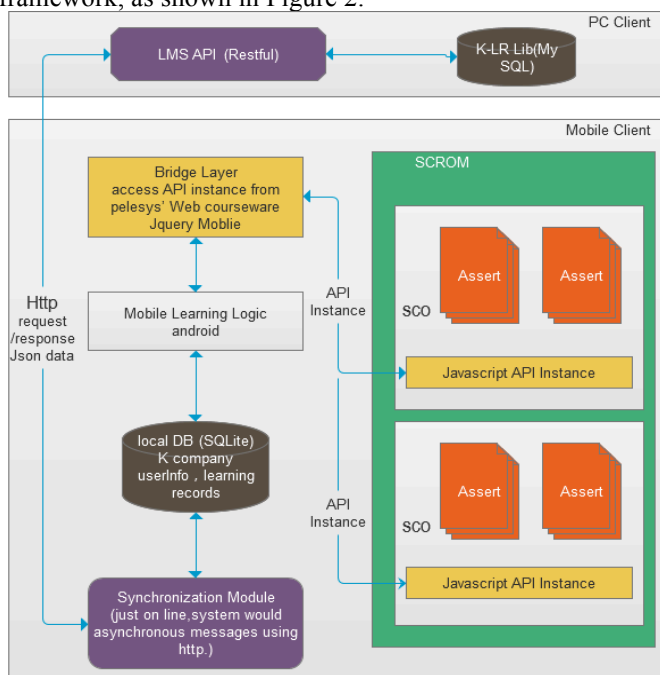 framework, as shown in Figure 2.
PC Client
LMS API (Restful)
K-LR Lib(My
SQL)
Mobile Client
Bridge Layer
access API instance from
pelesys' Web courseware
Jquery Moblie
SCROM
Assert
Assert
SCO
Javascript API Instance
API
Instance
Http
request
/response
Json data
Mobile Learning Logic
android
local DB (SQLite)
K company
userInfo , learning
records
API
Instance
Assert
Assert
SCO
Javascript API Instance
Synchronization Module
(just on line,system would
asynchronous messages using
http.)